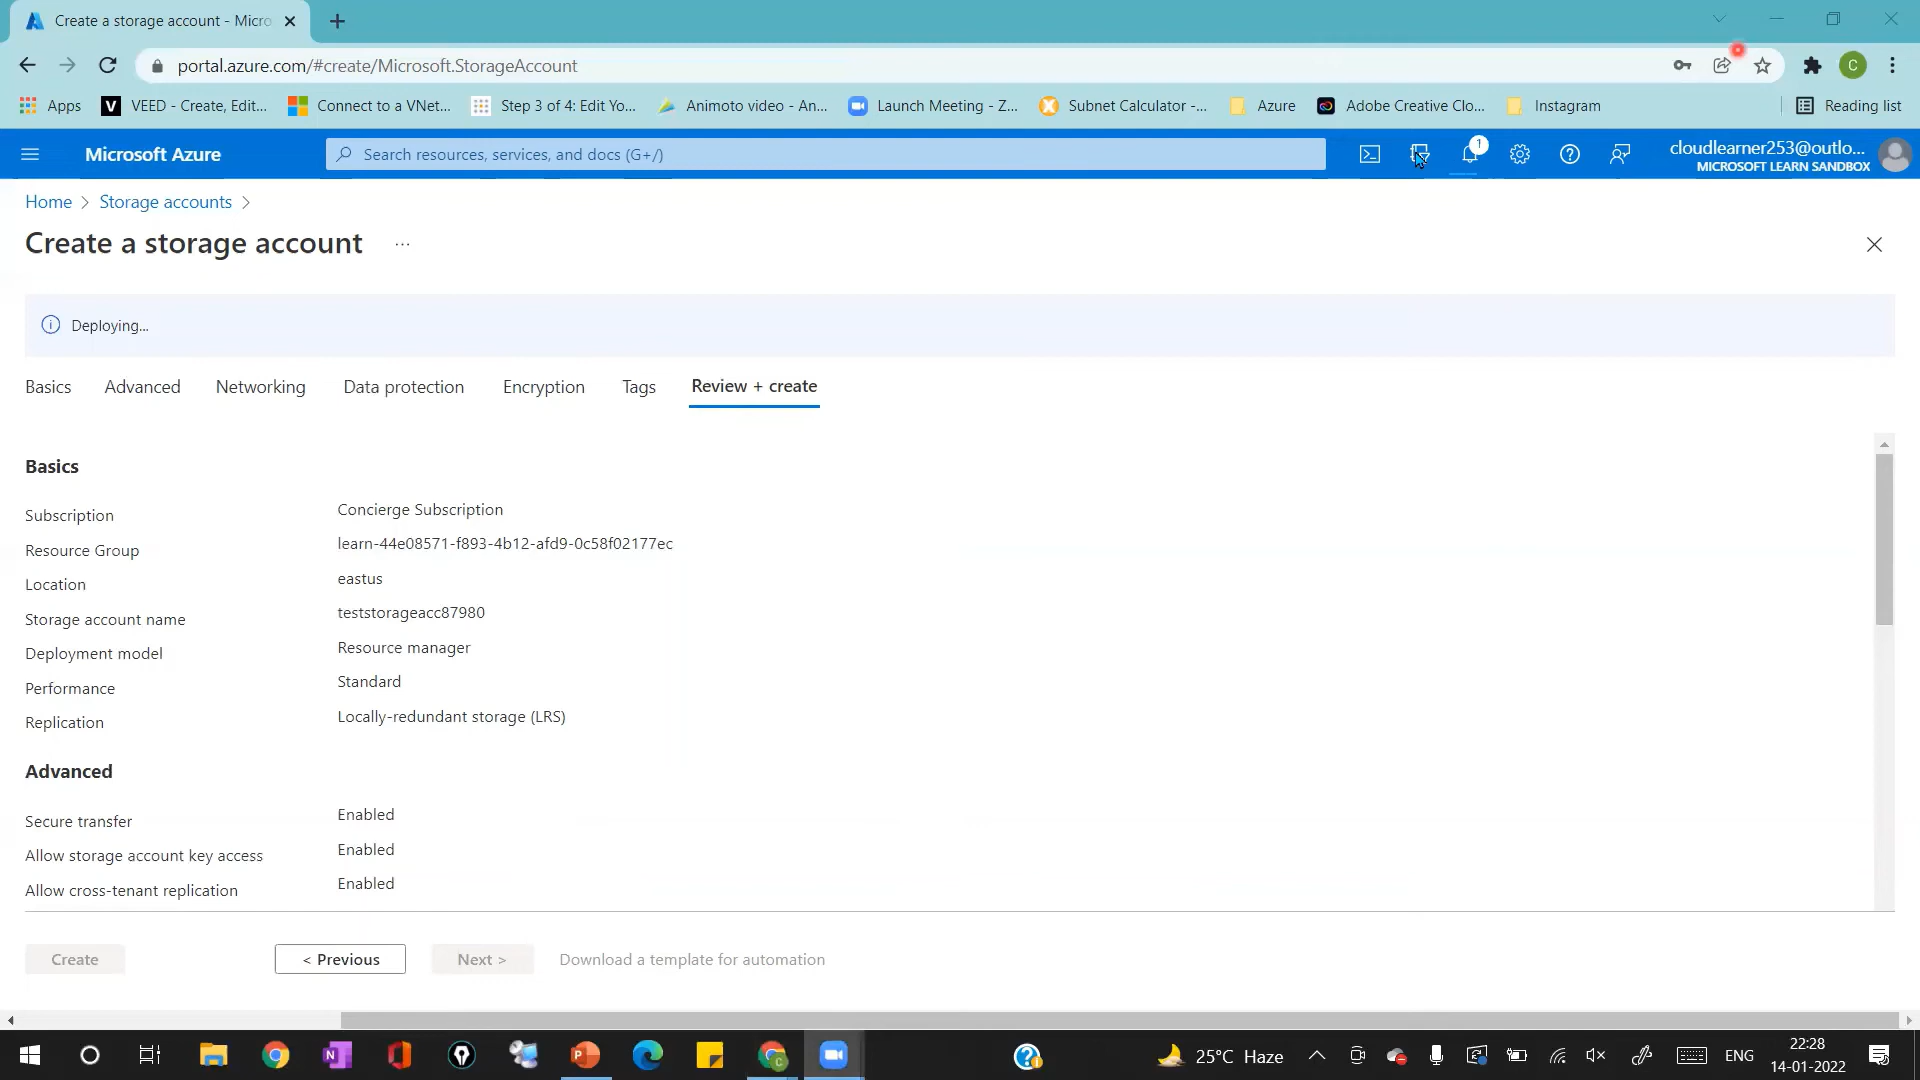 Create a storage account - Micro
portal.azure.com/#create/Microsoft.StorageAccount
C
Apps VEED - Create, Edit... Connect to a VNet... Step 3 of 4: Edit Yo... Animoto video - An... Launch Meeting - Z... Subnet Calculator -... Azure Adobe Creative Clo... Instagram Reading list
Microsoft Azure Search resources, services, and docs (G+/) 1 cloudlearner253@outlo...
MICROSOFT LEARN SANDBOX
Home > Storage accounts >
Create a storage account ...
Deploying...
Basics Advanced Networking Data protection Encryption Tags Review + create
Basics
Subscription Concierge Subscription
Resource Group learn-44e08571-f893-4b12-afd9-0c58f02177ec
Location eastus
Storage account name teststorageacc87980
Deployment model Resource manager
Performance Standard
Replication Locally-redundant storage (LRS)
Advanced
Secure transfer Enabled
Allow storage account key access Enabled
Allow cross-tenant replication Enabled
Create < Previous Next > Download a template for automation
25°C Haze ENG 22:28
14-01-2022